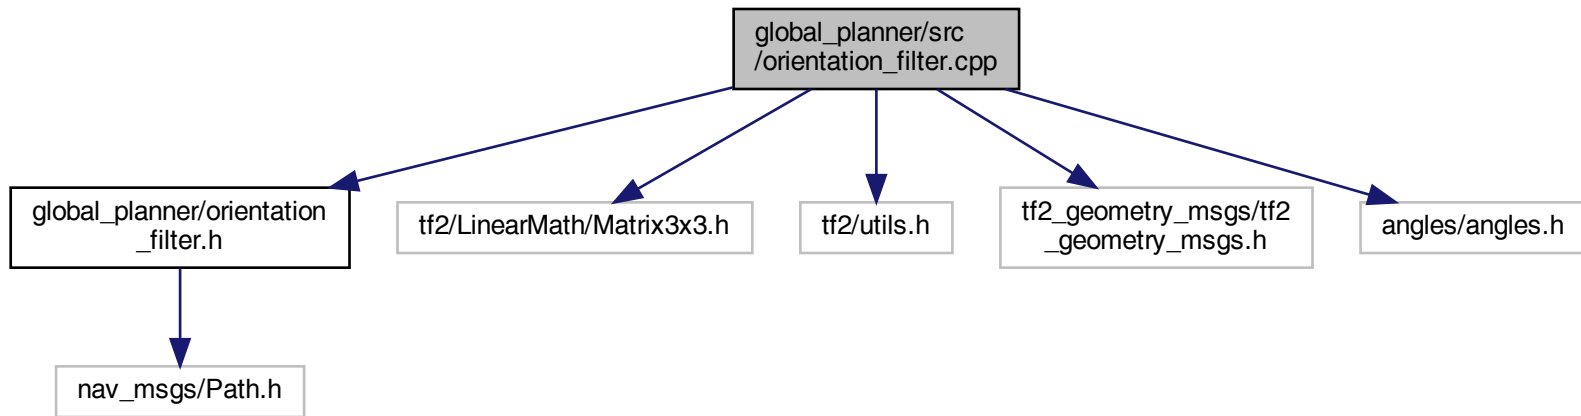 global_planner/src
/orientation_filter.cpp
global_planner/orientation
_filter.h
tf2/LinearMath/Matrix3x3.h
tf2/utils.h
tf2_geometry_msgs/tf2
_geometry_msgs.h
angles/angles.h
nav_msgs/Path.h